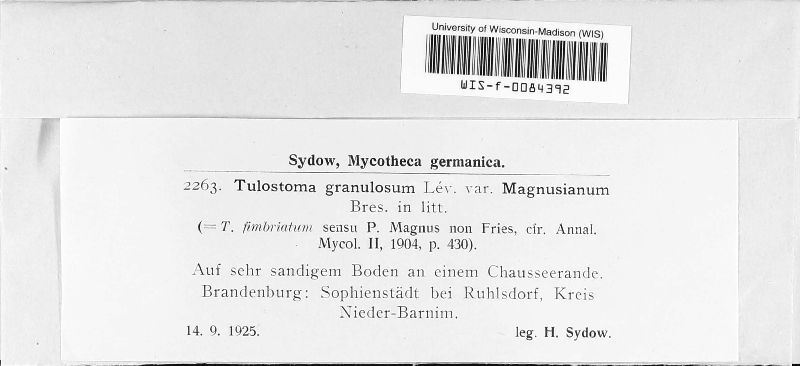 University of Wisconsin-Madison (WIS)
WIS-f-0084392
Sydow, Mycotheca germanica.
2263. Tulostoma granulosum Lév. var. Magnusianum
Bres. in litt.
(= T. fimbriatum sensu P. Magnus non Fries, cfr. Annal.
Mycol. II, 1904, p. 430).
Auf sehr sandigem Boden an einem Chausseerande.
Brandenburg: Sophienstädt bei Ruhlsdorf, Kreis
Nieder-Barnim.
14. 9. 1925. leg. H. Sydow.